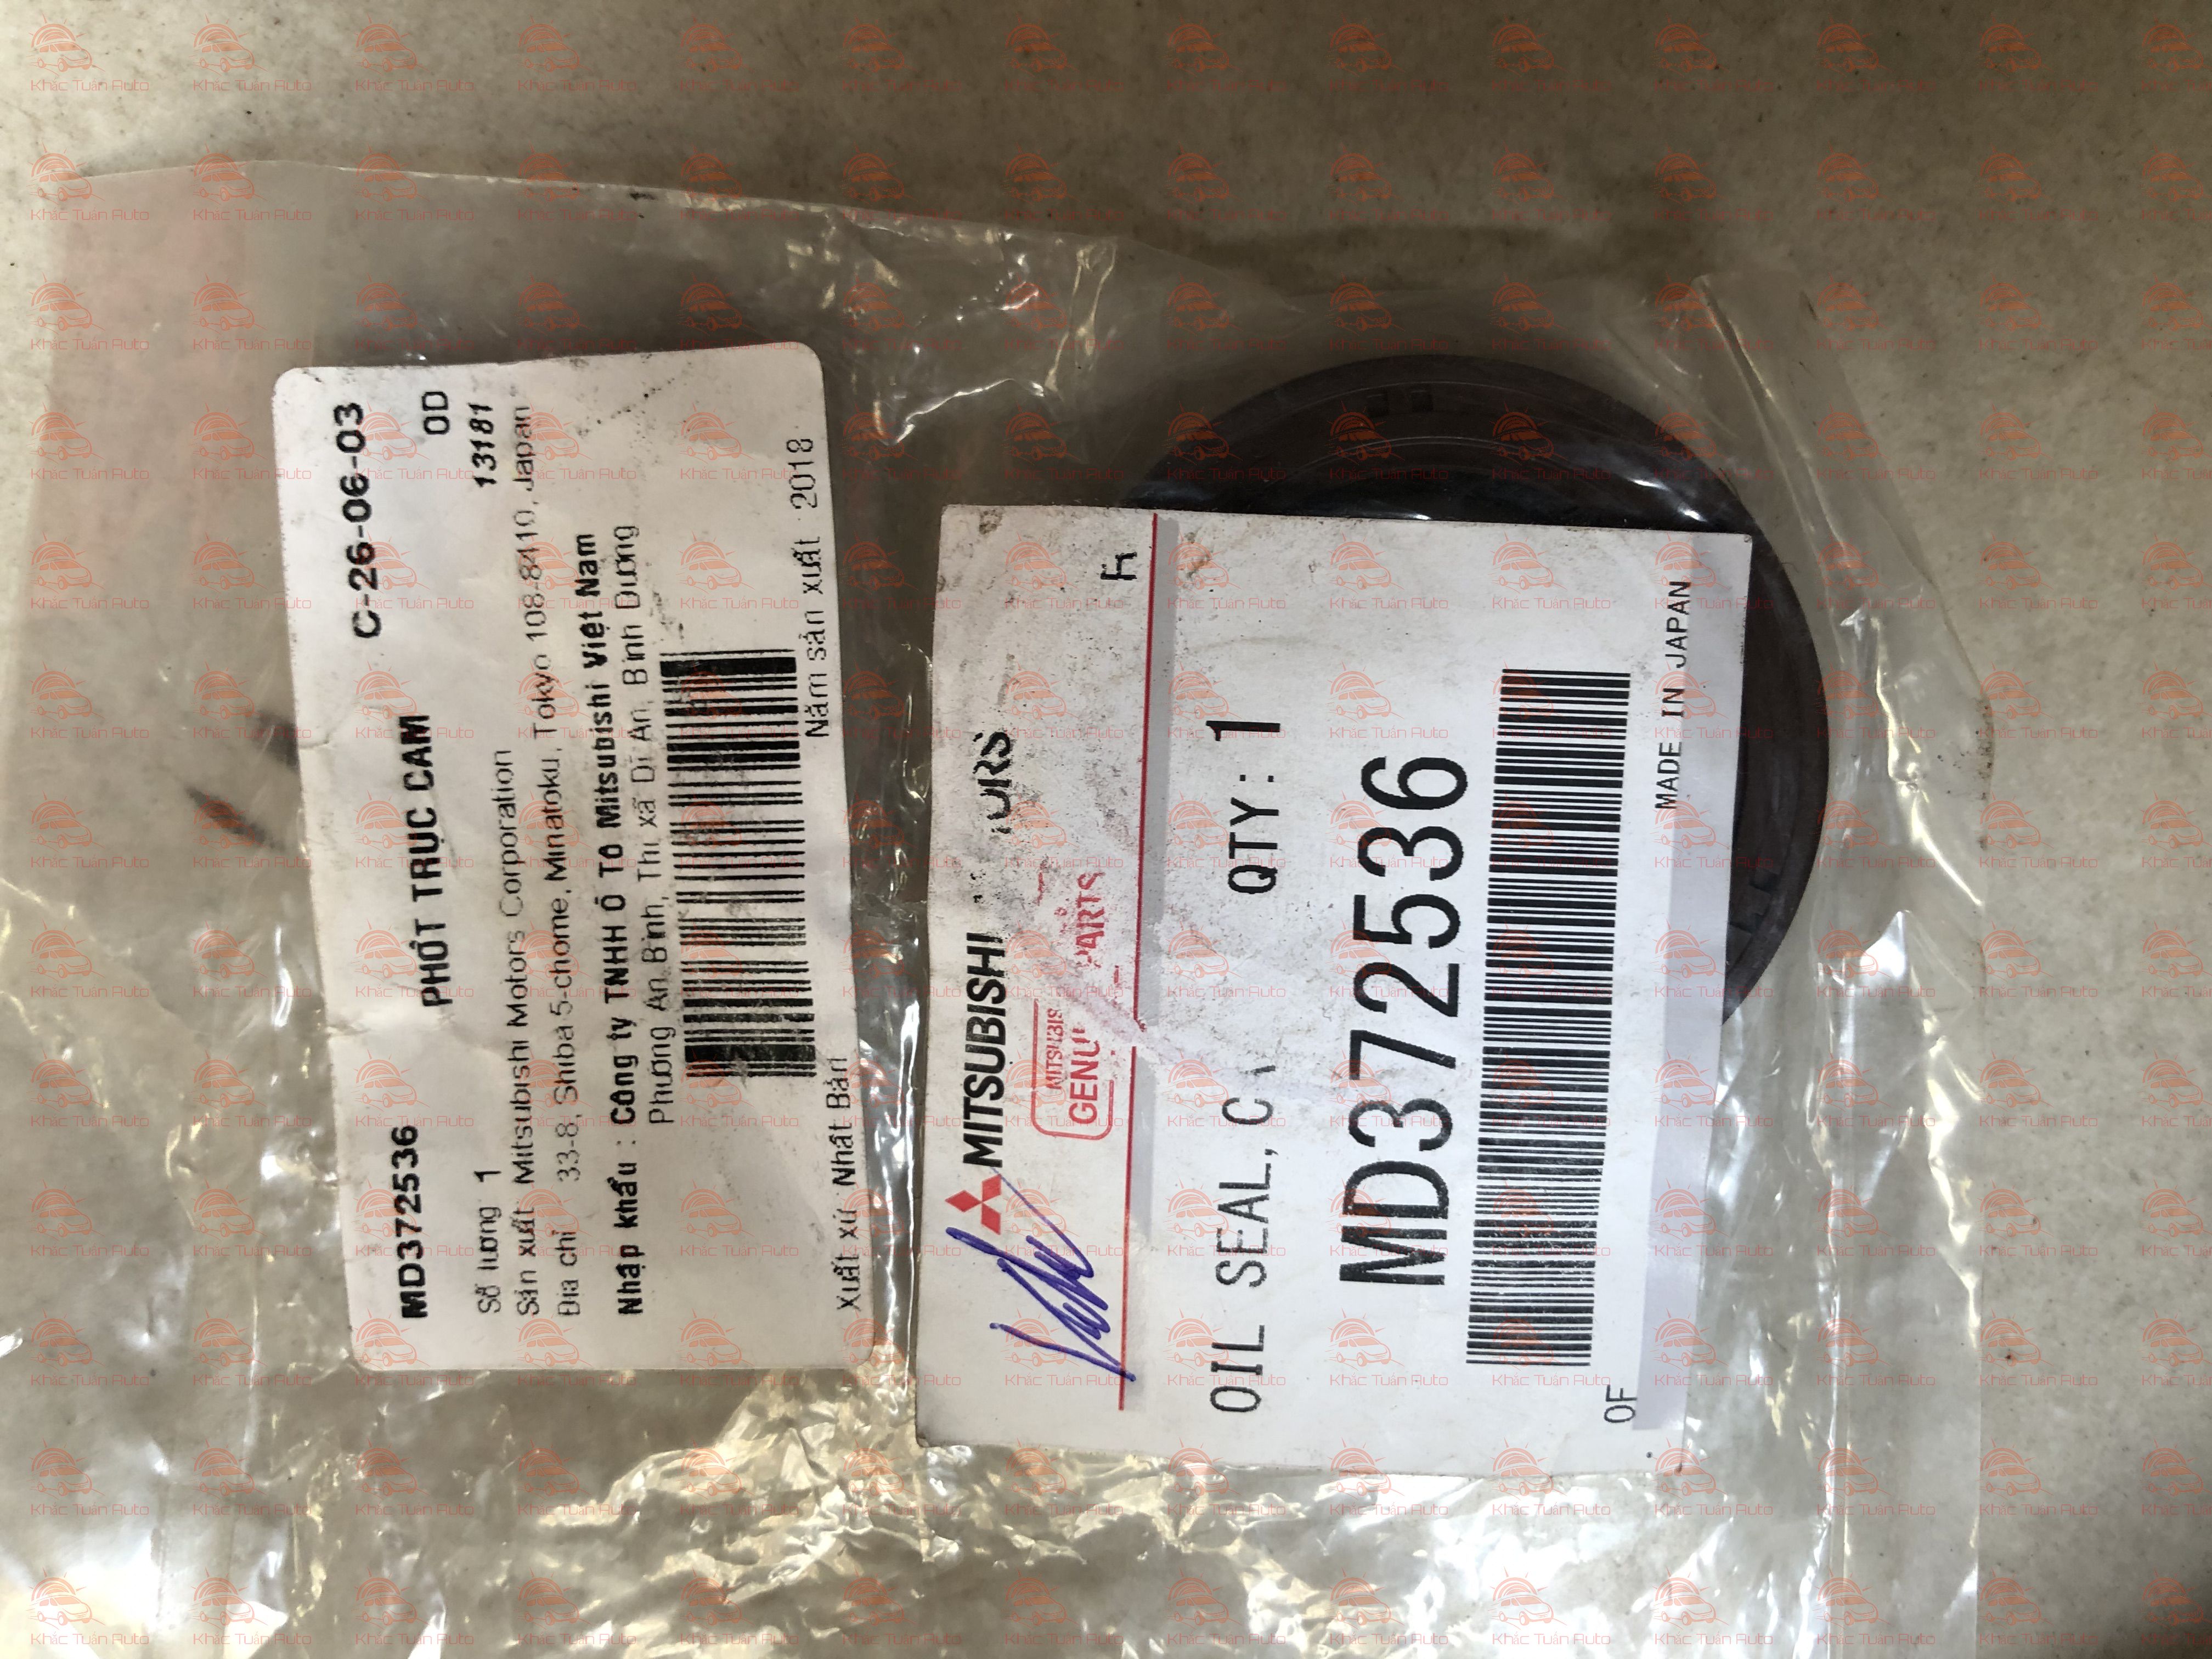 C-26-06-03
MD372536
PHỐT TRỤC CAM
0D
Số lượng 1
13181
Sản xuất Mitsubishi Motors Corporation
Địa chỉ 33-8, Shiba 5-chome, Minatoku, Tokyo 108-8410, Japan
Nhập khẩu : Công ty TNHH Ô TÔ Mitsubishi Việt Nam
Phường An Bình, Thị xã Dĩ An, Bình Dương
Năm sản xuất 2018
Xuất xứ Nhật Bản
MITSUBISHI
GENU PARTS
OIL SEAL, C
QTY: 1
MD372536
OF
MADE IN JAPAN
Khắc Tuấn Auto